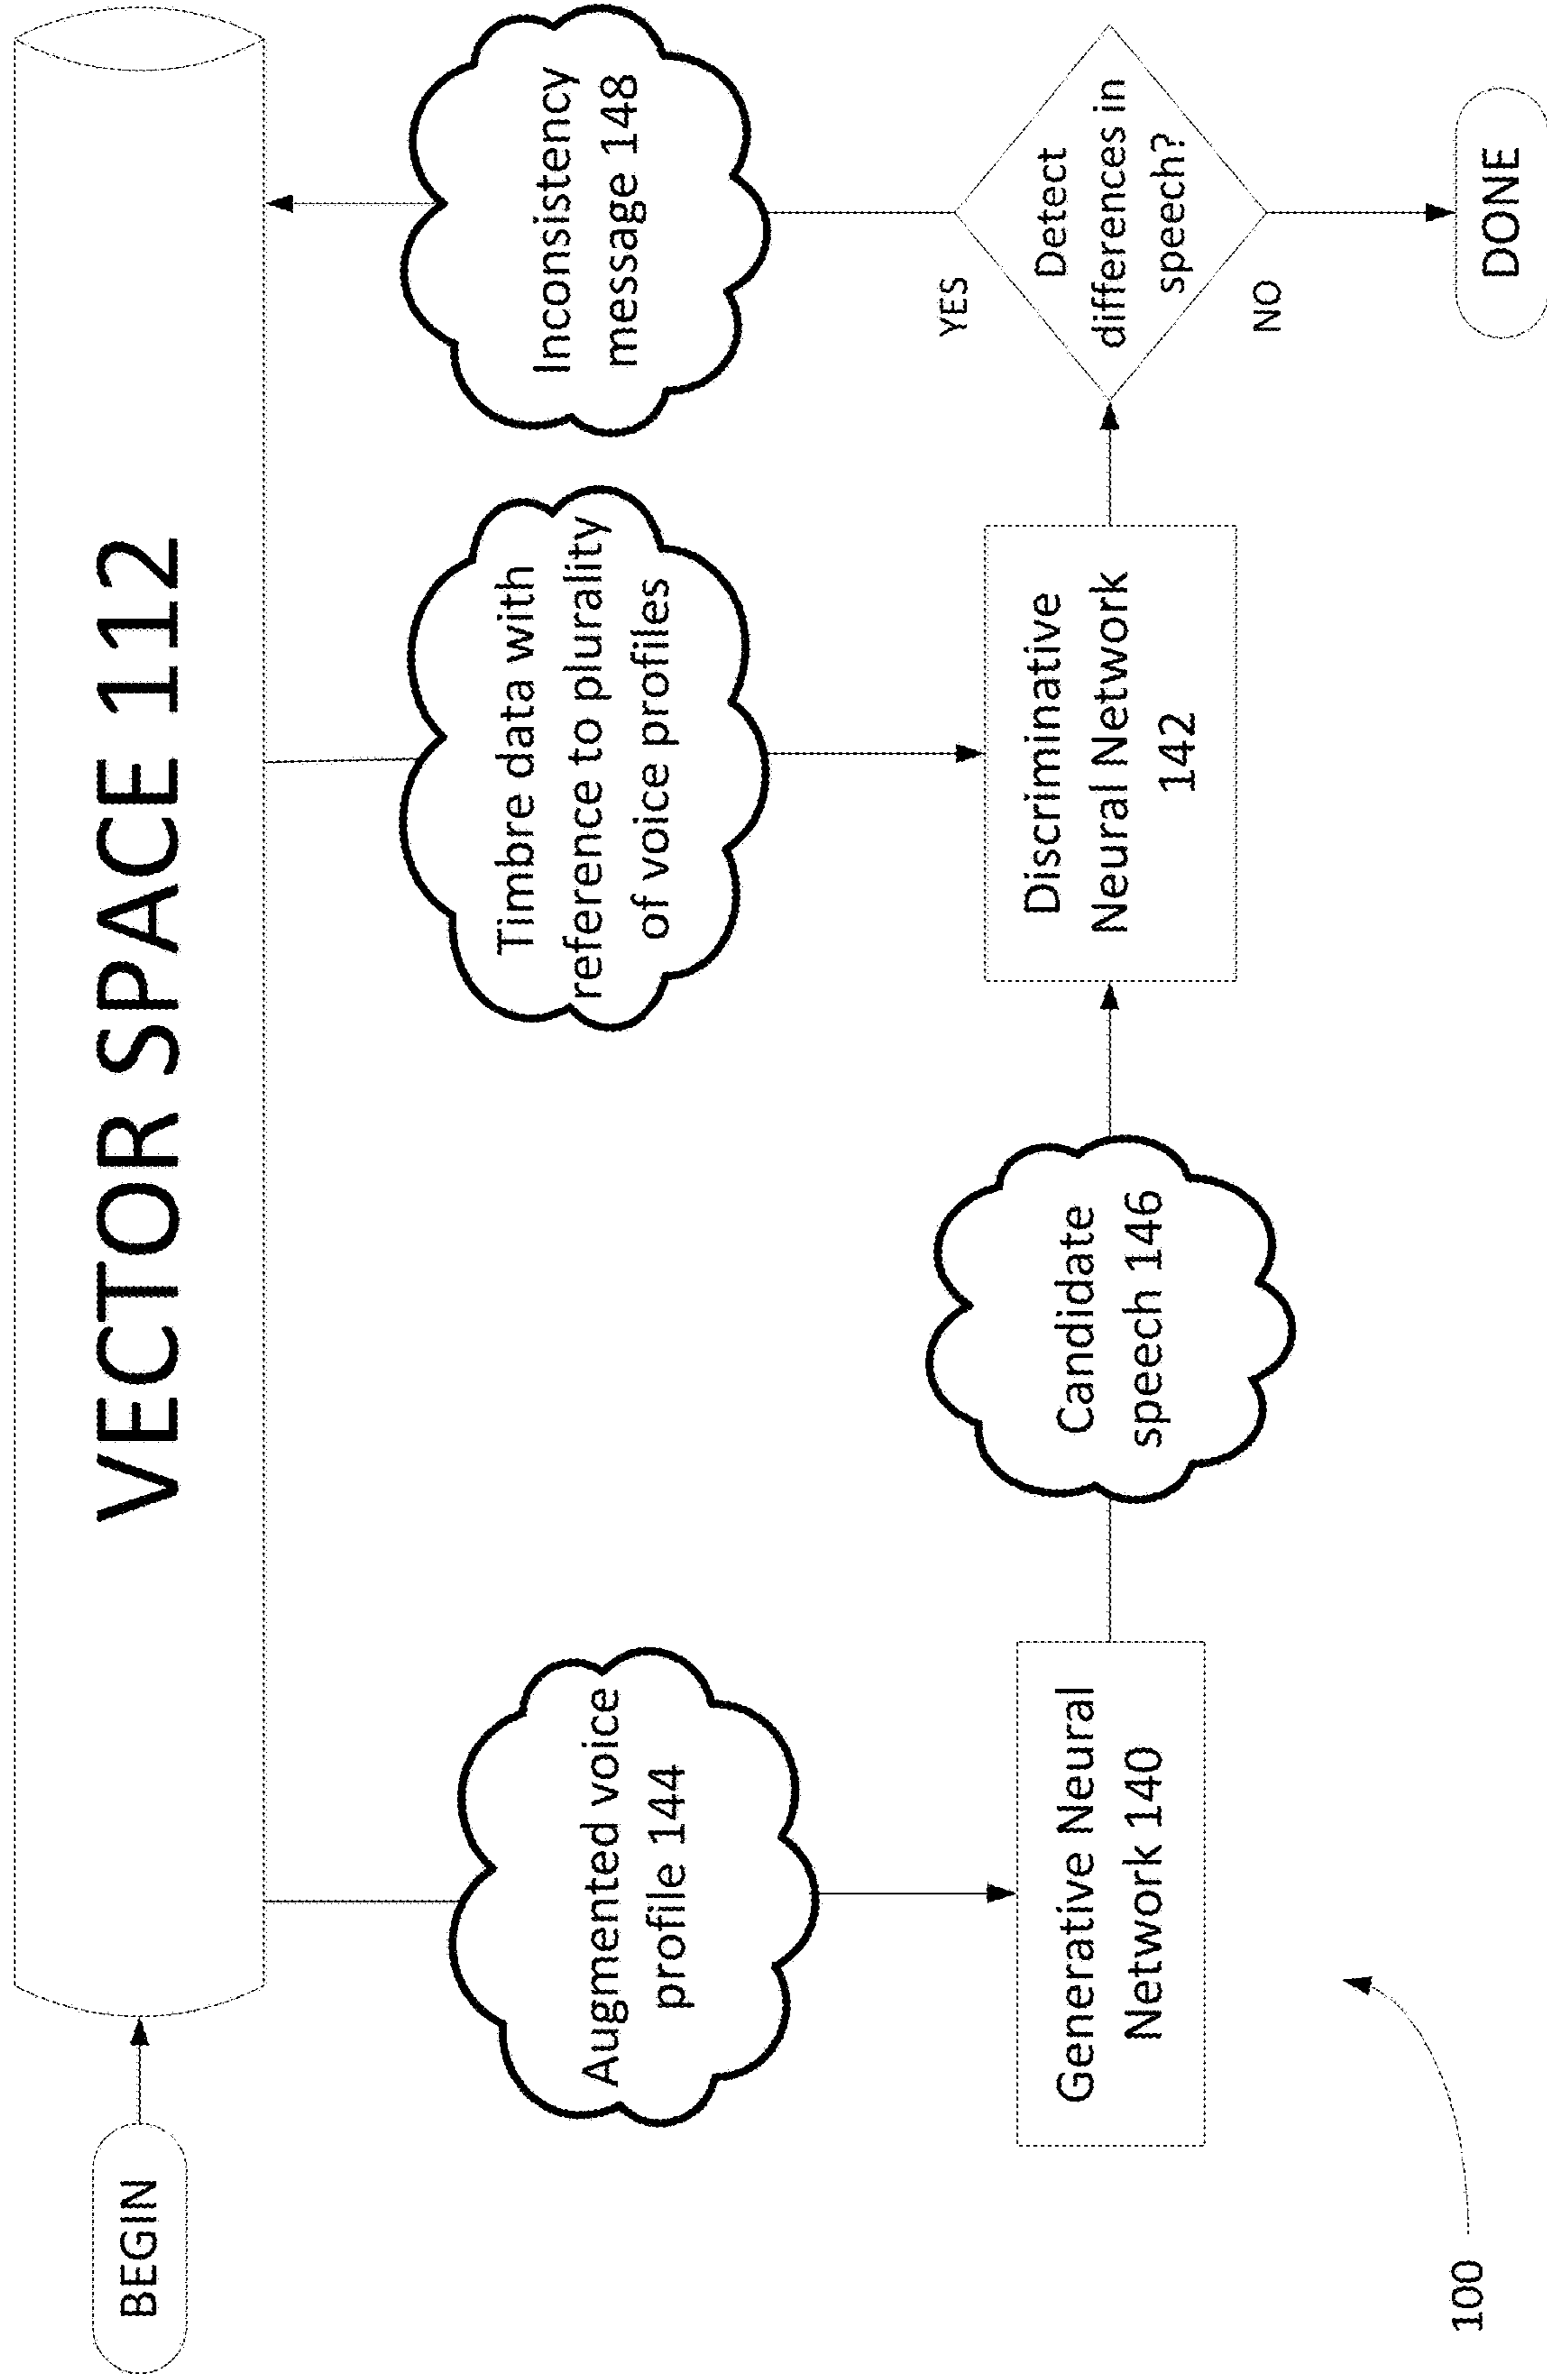 BEGIN
VECTOR SPACE 112
Augmented voice
profile 144
Timbre data with
reference to plurality
of voice profiles
Inconsistency
message 148
Generative Neural
Network 140
Candidate
speech 146
Discriminative
Neural Network
142
YES
Detect
differences in
speech?
NO
DONE
100